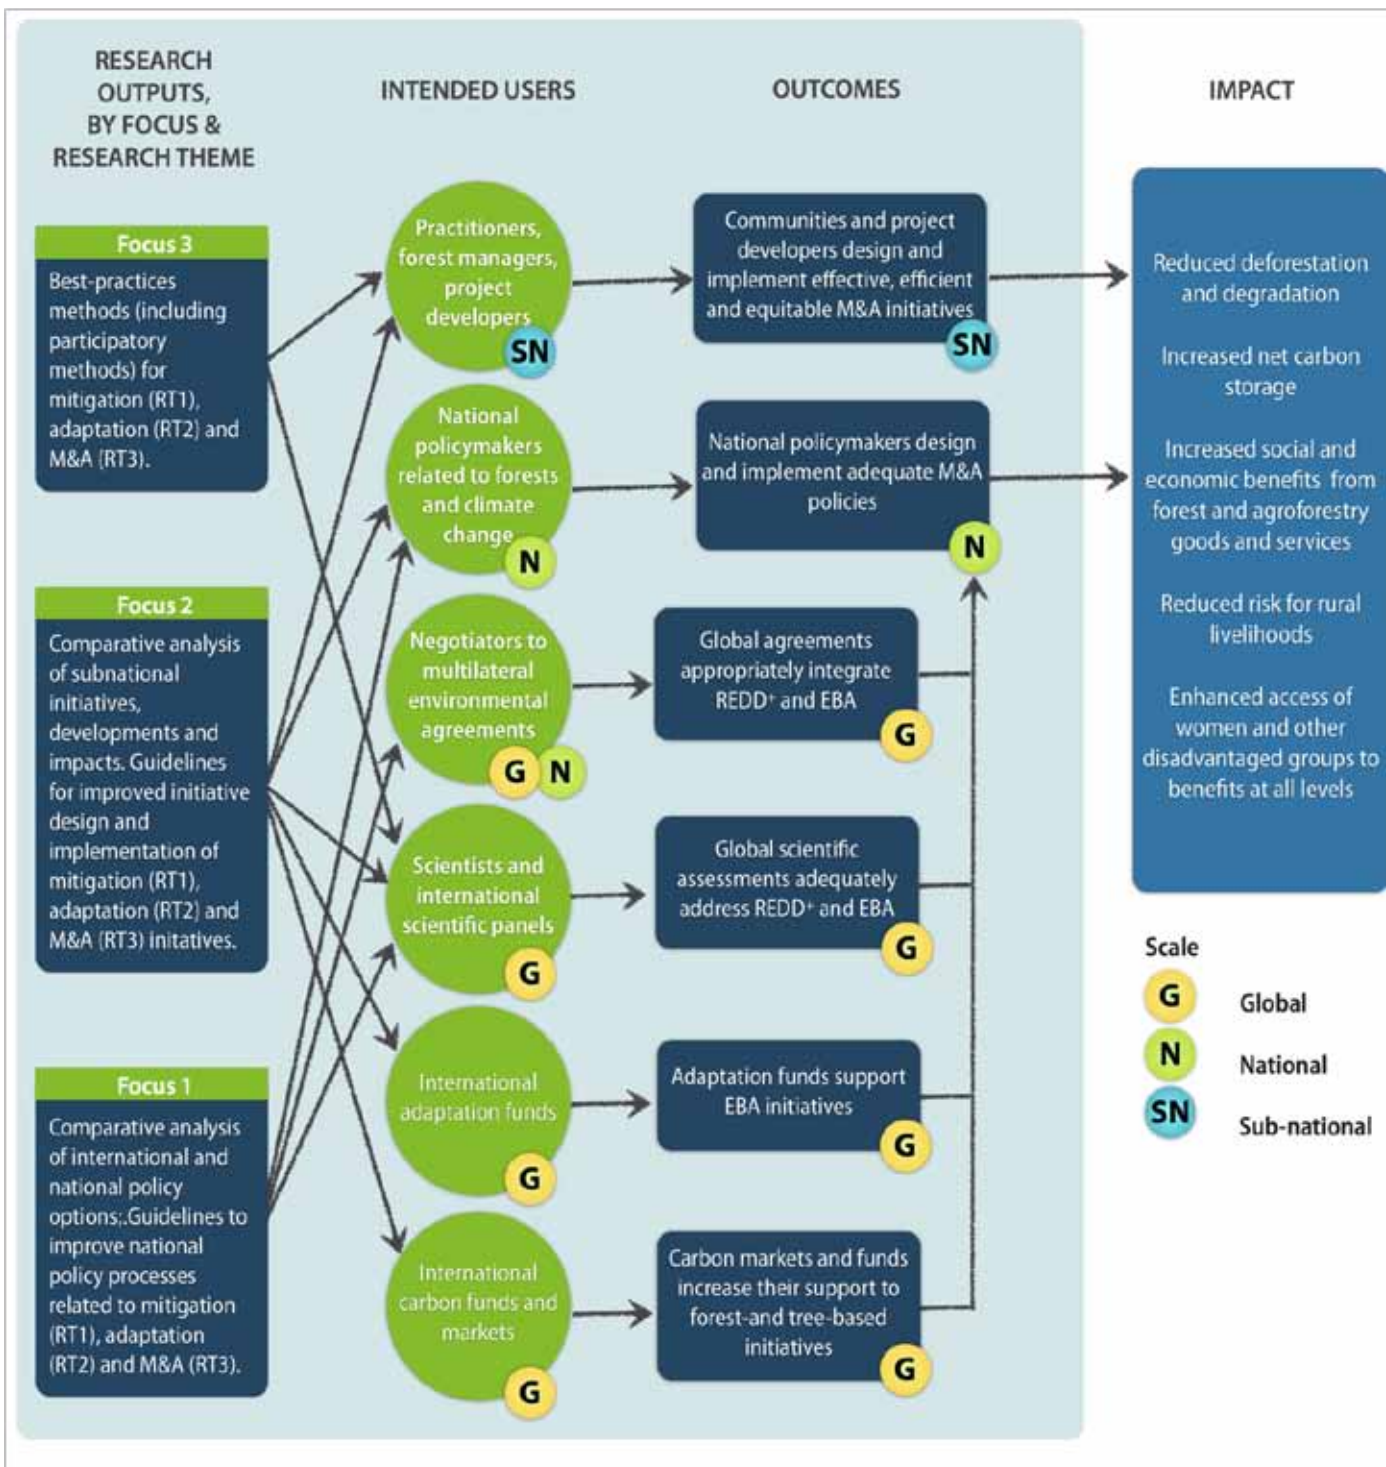 RESEARCH
OUTPUTS,
BY FOCUS &
RESEARCH THEME
INTENDED USERS
OUTCOMES
IMPACT
Focus 3
Best-practices
methods (including
participatory
methods) for
mitigation (RT1),
adaptation (RT2) and
M&A (RT3).
Focus 2
Comparative analysis
of subnational
initiatives,
developments and
impacts. Guidelines
for improved initiative
design and
implementation of
mitigation (RT1),
adaptation (RT2) and
M&A (RT3) initatives.
Focus 1
Comparative analysis
of international and
national policy
options;.Guidelines to
improve national
policy processes
related to mitigation
(RT1), adaptation
(RT2) and M&A (RT3).
Practitioners,
forest managers,
project
developers
SN
National
policymakers
related to forests
and climate
change
N
Negotiators to
multilateral
environmental
agreements
G N
Scientists and
international
scientific panels
G
International
adaptation funds
G
International
carbon funds and
markets
G
Communities and project
developers design and
implement effective, efficient
and equitable M&A initiatives
SN
National policymakers design
and implement adequate M&A
policies
N
Global agreements
appropriately integrate
REDD⁺ and EBA
G
Global scientific
assessments adequately
address REDD⁺ and EBA
G
Adaptation funds support
EBA initiatives
G
Carbon markets and funds
increase their support to
forest-and tree-based
initiatives
G
Reduced deforestation
and degradation
Increased net carbon
storage
Increased social and
economic benefits from
forest and agroforestry
goods and services
Reduced risk for rural
livelihoods
Enhanced access of
women and other
disadvantaged groups to
benefits at all levels
Scale
G Global
N National
SN Sub-national